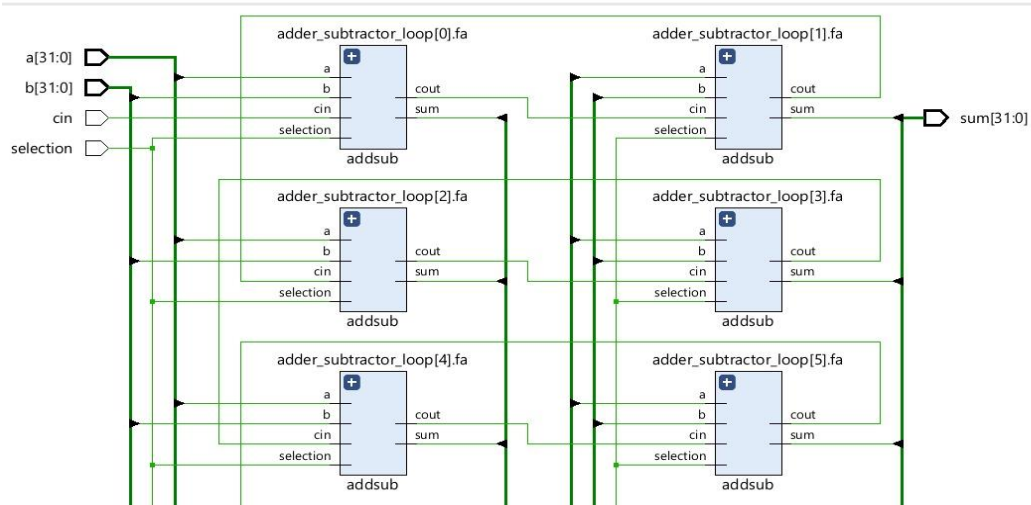 adder_subtractor_loop[0].fa
adder_subtractor_loop[1].fa
a[31:0]
b[31:0]
cin
selection
a
b
cin
selection
cout
sum
addsub
a
b
cin
selection
cout
sum
addsub
sum[31:0]
adder_subtractor_loop[2].fa
adder_subtractor_loop[3].fa
a
b
cin
selection
cout
sum
addsub
a
b
cin
selection
cout
sum
addsub
adder_subtractor_loop[4].fa
adder_subtractor_loop[5].fa
a
b
cin
selection
cout
sum
addsub
a
b
cin
selection
cout
sum
addsub